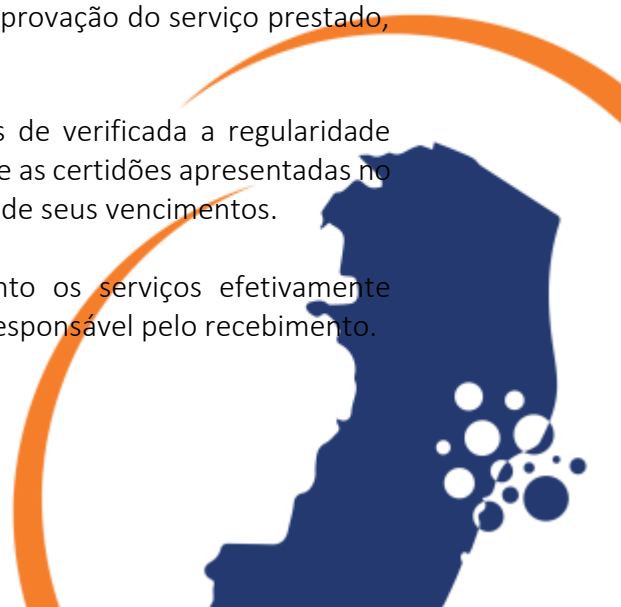 provação do serviço prestado,
s de verificada a regularidade
e as certidões apresentadas no
de seus vencimentos.
nto os serviços efetivamente
esponsável pelo recebimento.